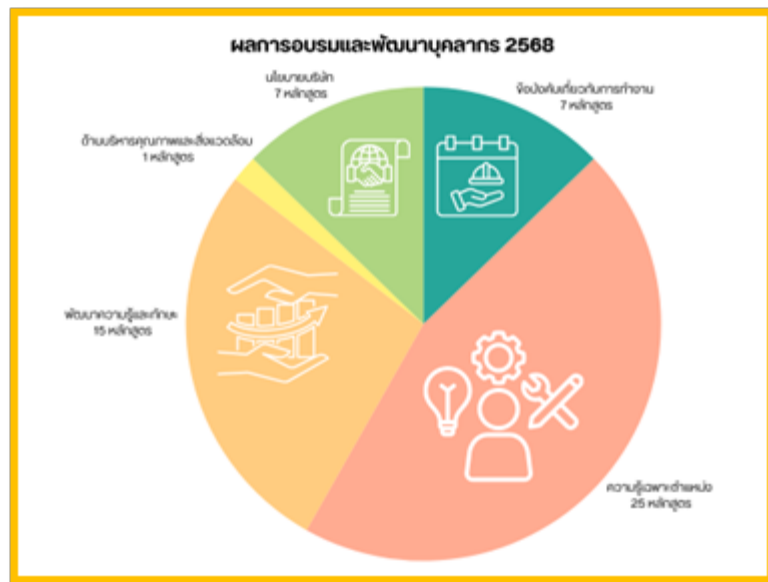 ผลการอบรมและพัฒนาบุคลากร 2568
นโยบายบริษัท
7 หลักสูตร
ข้อบังคับเกี่ยวกับการทำงาน
7 หลักสูตร
ด้านบริหารคุณภาพและสิ่งแวดล้อม
1 หลักสูตร
พัฒนาความรู้และทักษะ
15 หลักสูตร
ความรู้เฉพาะตำแหน่ง
25 หลักสูตร